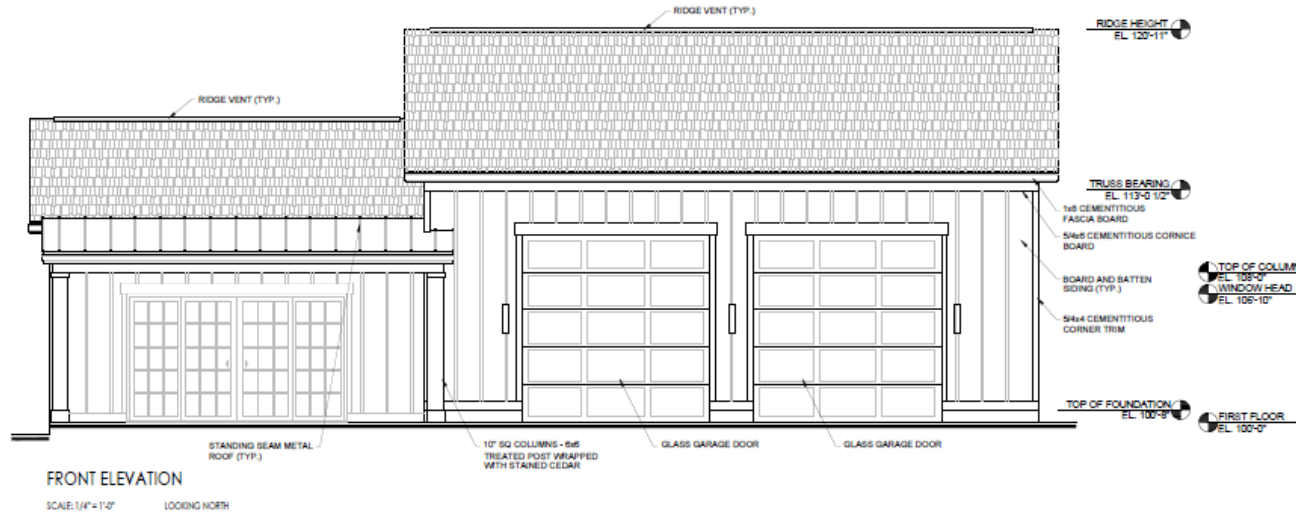 RIDGE VENT (TYP.)
RIDGE HEIGHT
EL. 120'-11"
RIDGE VENT (TYP.)
TRUSS BEARING
EL. 113'-0 1/2"
1x8 CEMENTITIOUS
FASCIA BOARD
5/4x6 CEMENTITIOUS CORNICE
BOARD
TOP OF COLUMN
EL. 108'-0"
WINDOW HEAD
EL. 106'-10"
BOARD AND BATTEN
SIDING (TYP.)
5/4x4 CEMENTITIOUS
CORNER TRIM
TOP OF FOUNDATION
EL. 100'-8"
FIRST FLOOR
EL. 100'-0"
STANDING SEAM METAL
ROOF (TYP.)
10" SQ COLUMNS - 6x6
TREATED POST WRAPPED
WITH STAINED CEDAR
GLASS GARAGE DOOR
GLASS GARAGE DOOR
FRONT ELEVATION
SCALE: 1/4" = 1'-0"
LOOKING NORTH